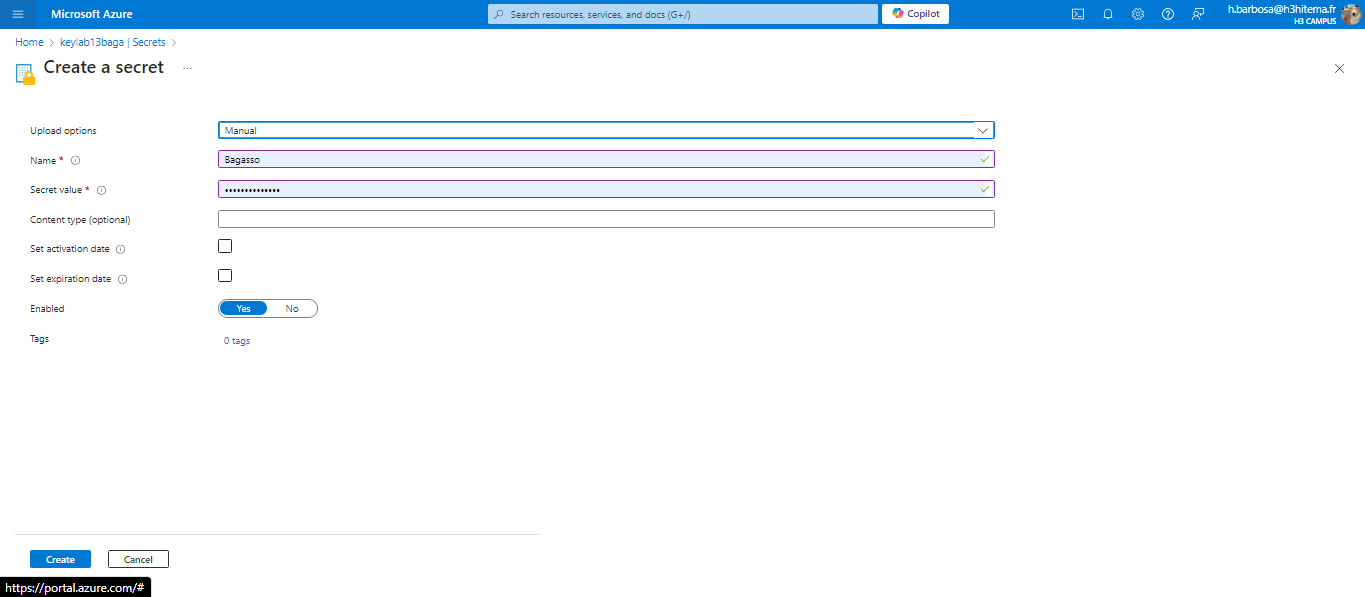 Microsoft Azure
Search resources, services, and docs (G+/)
Copilot
h.barbosa@h3hitema.fr
H3 CAMPUS
Home > keylab13baga | Secrets >
Create a secret ...
Upload options
Manual
Name *
Bagasso
Secret value *
••••••••••••••
Content type (optional)
Set activation date
Set expiration date
Enabled
Yes No
Tags
0 tags
Create
Cancel
https://portal.azure.com/#